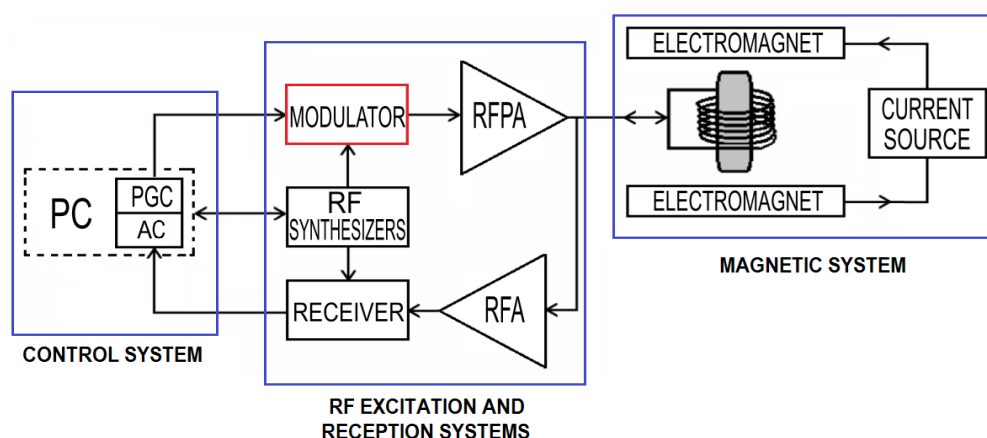 PC
PGC
AC
CONTROL SYSTEM
MODULATOR
RFPA
RF
SYNTHESIZERS
RECEIVER
RFA
RF EXCITATION AND
RECEPTION SYSTEMS
ELECTROMAGNET
CURRENT
SOURCE
ELECTROMAGNET
MAGNETIC SYSTEM